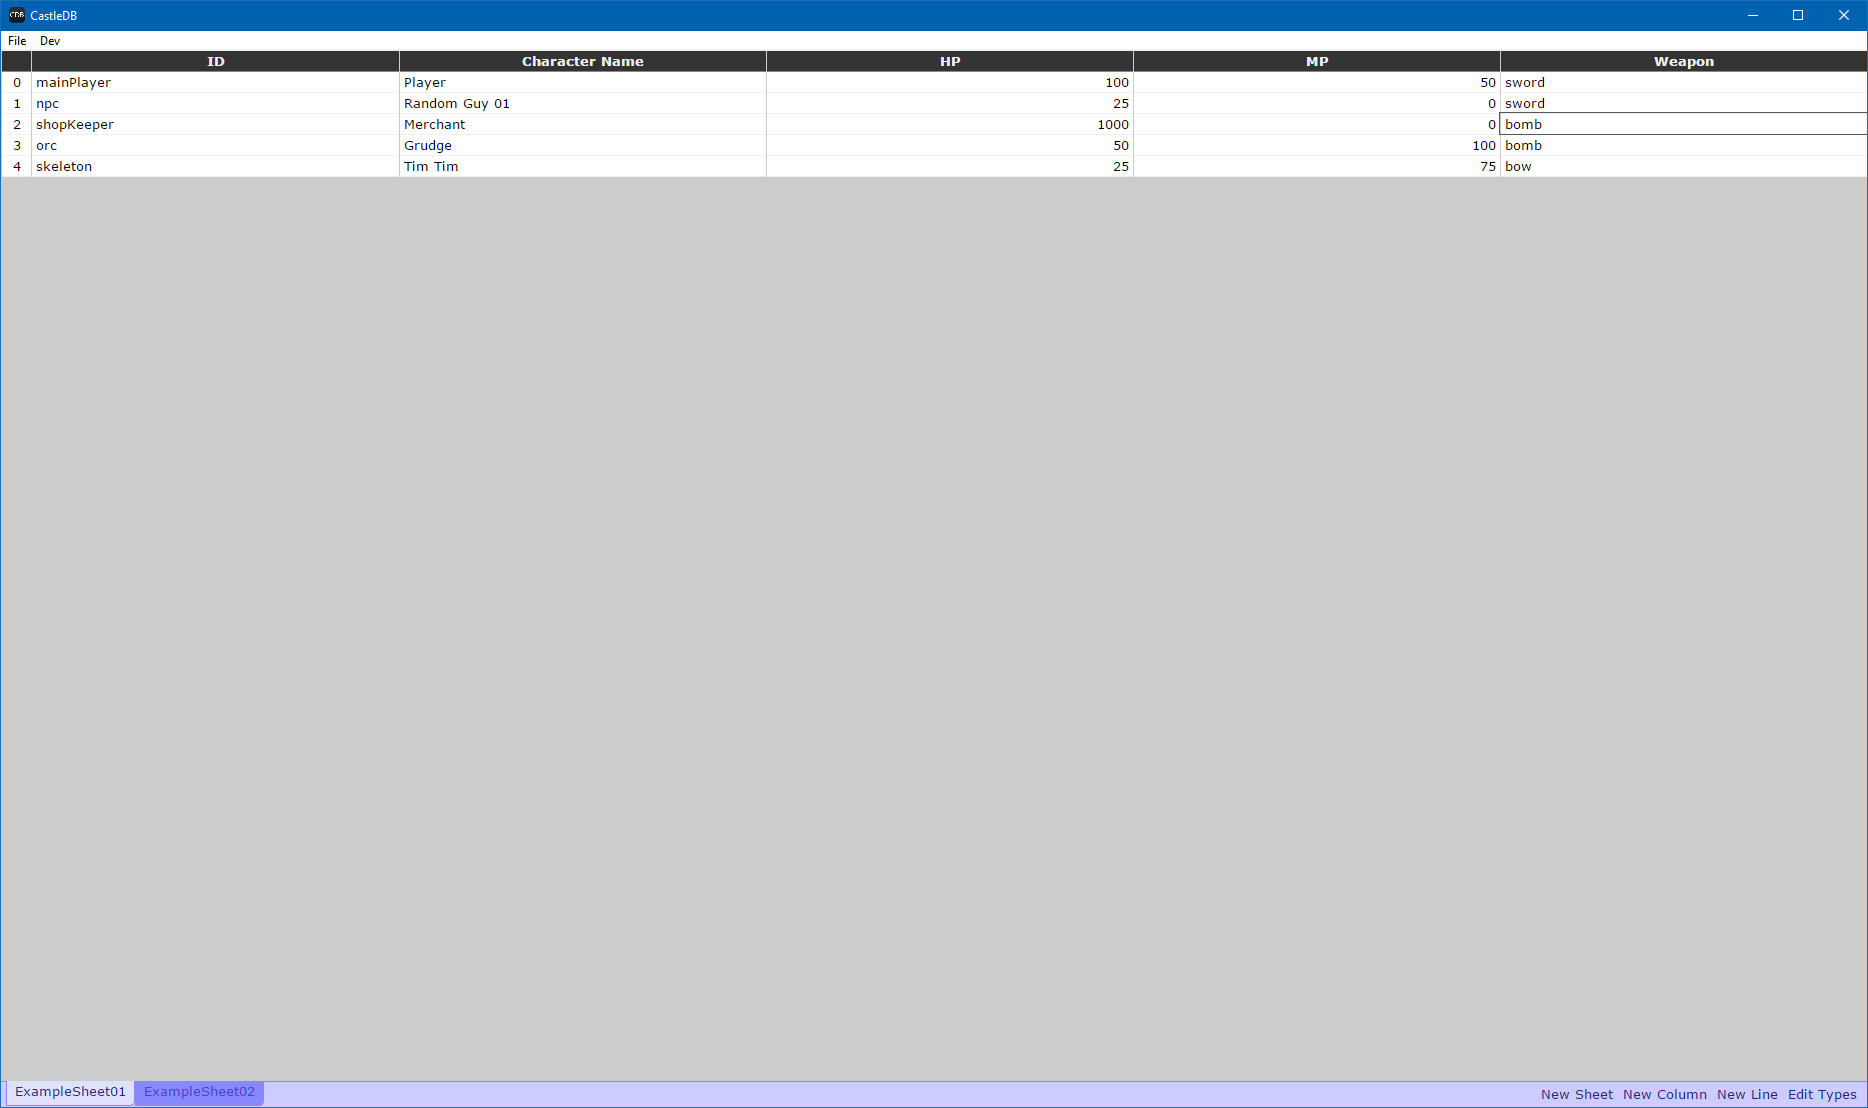 CDB CastleDB
File Dev
ID Character Name HP MP Weapon
0 mainPlayer Player 100 50 sword
1 npc Random Guy 01 25 0 sword
2 shopKeeper Merchant 1000 0 bomb
3 orc Grudge 50 100 bomb
4 skeleton Tim Tim 25 75 bow
ExampleSheet01 ExampleSheet02 New Sheet New Column New Line Edit Types